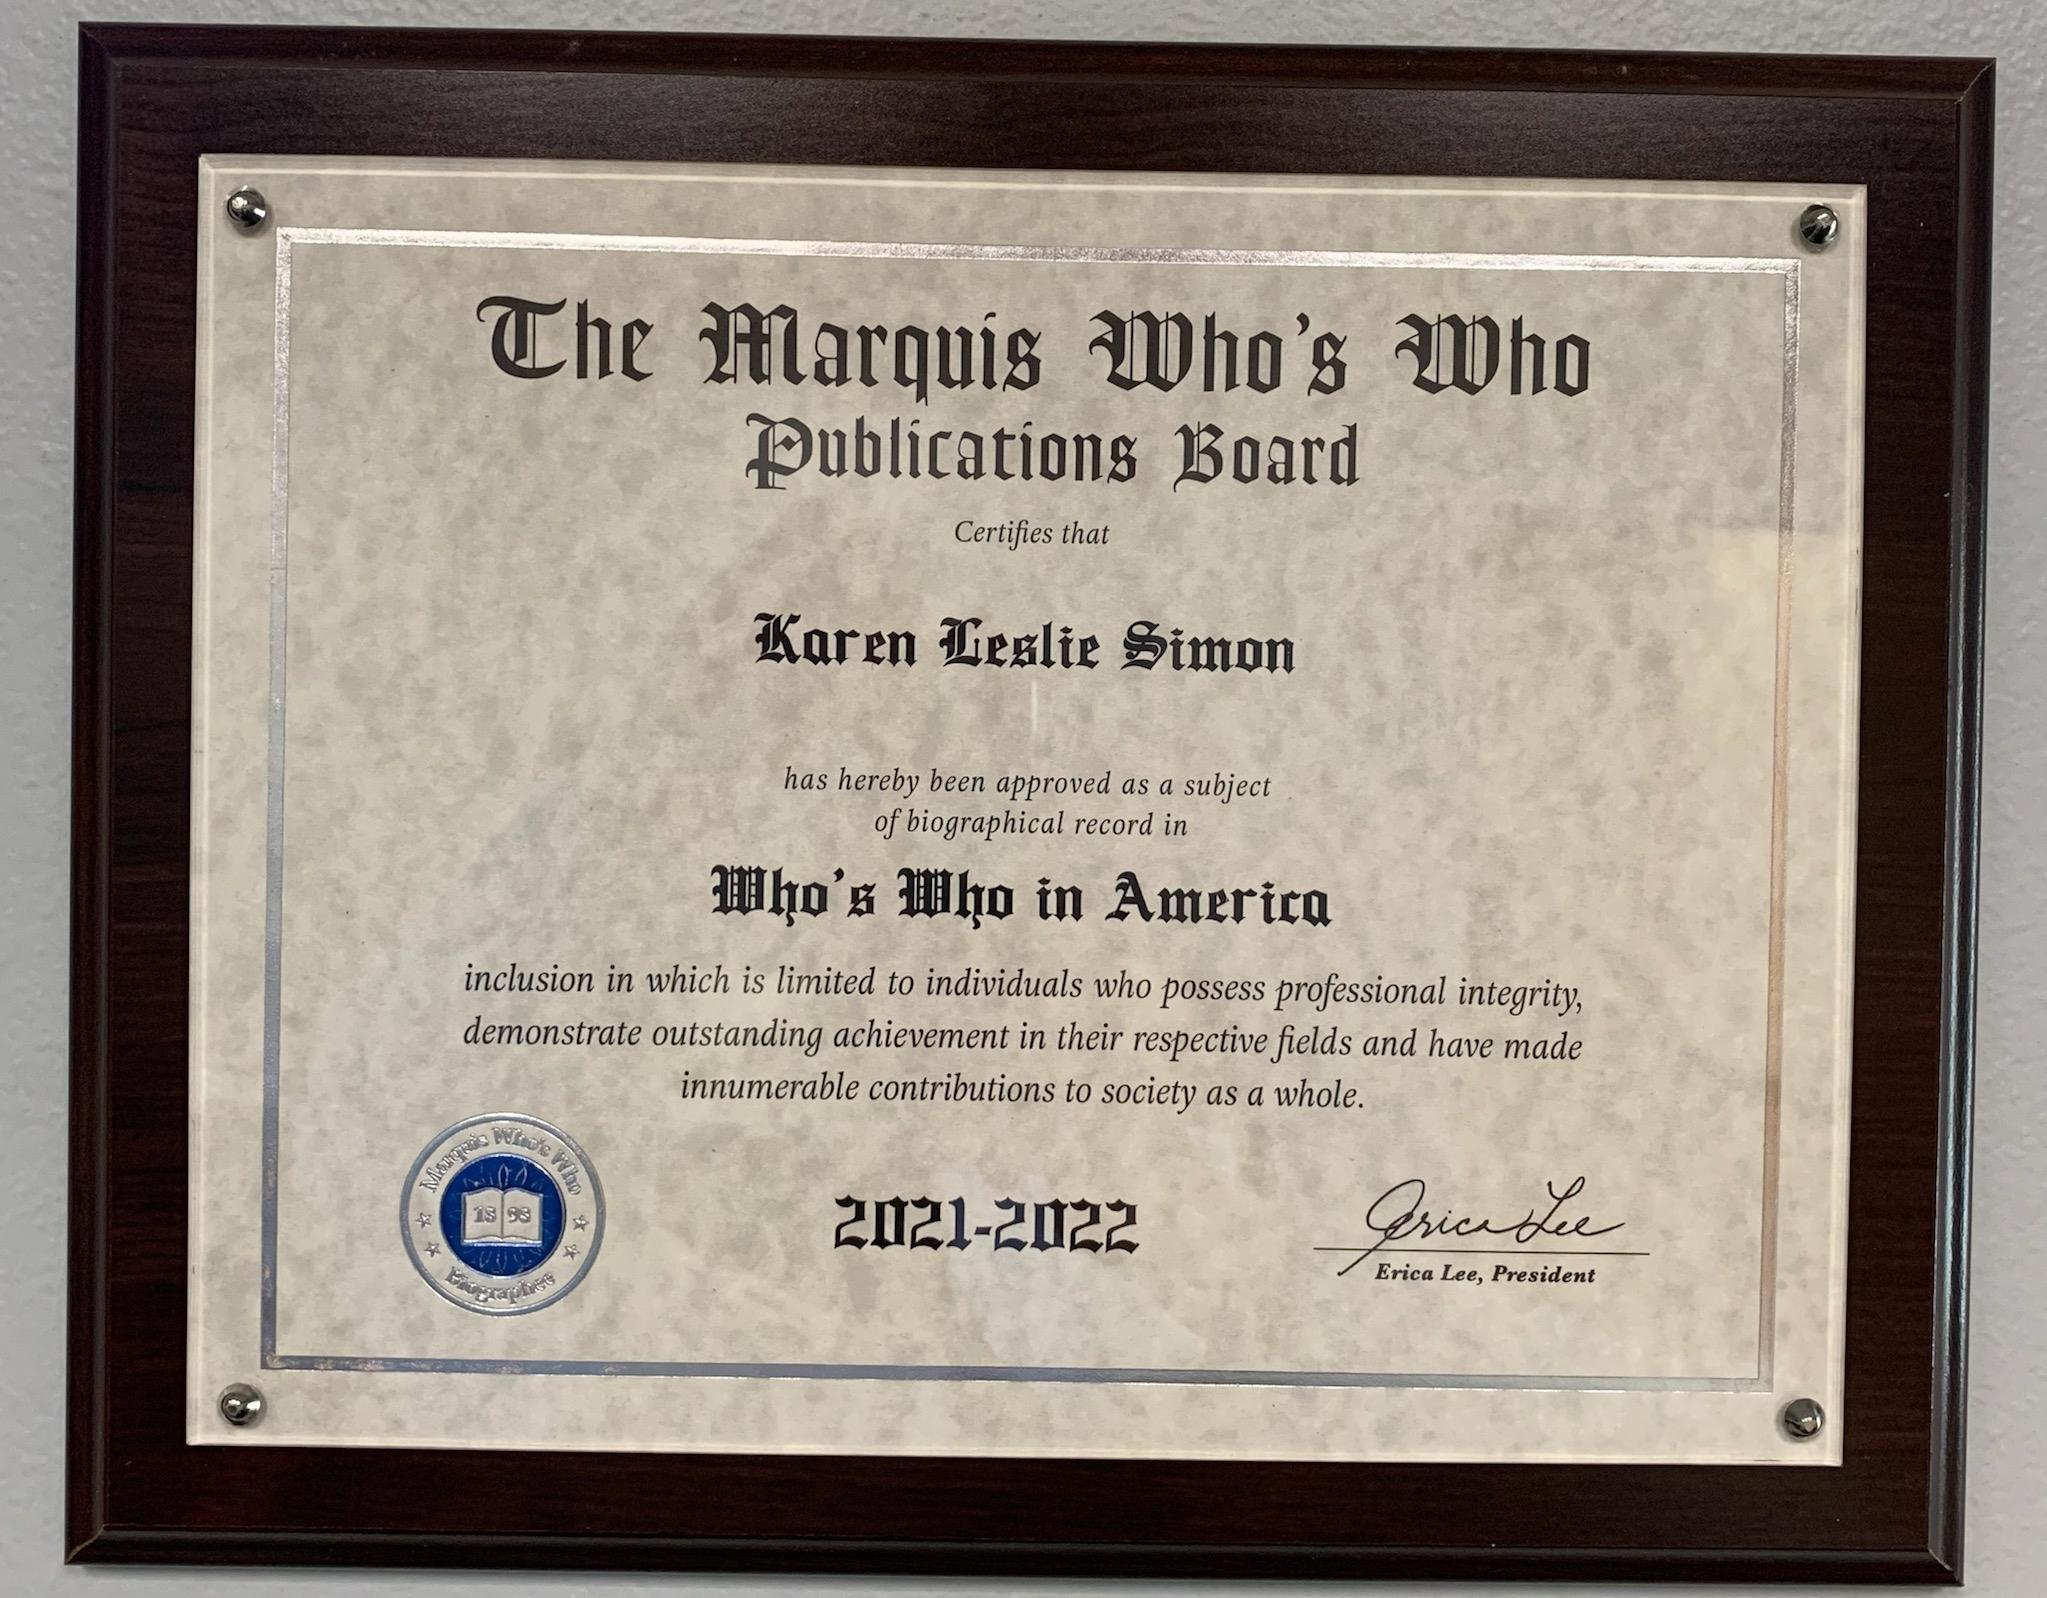 The Marquis Who's Who
Publications Board
Certifies that
Karen Leslie Simon
has hereby been approved as a subject
of biographical record in
Who's Who in America
inclusion in which is limited to individuals who possess professional integrity,
demonstrate outstanding achievement in their respective fields and have made
innumerable contributions to society as a whole.
Marquis Who's Who
1898
Biographee
2021-2022
Erica Lee
Erica Lee, President